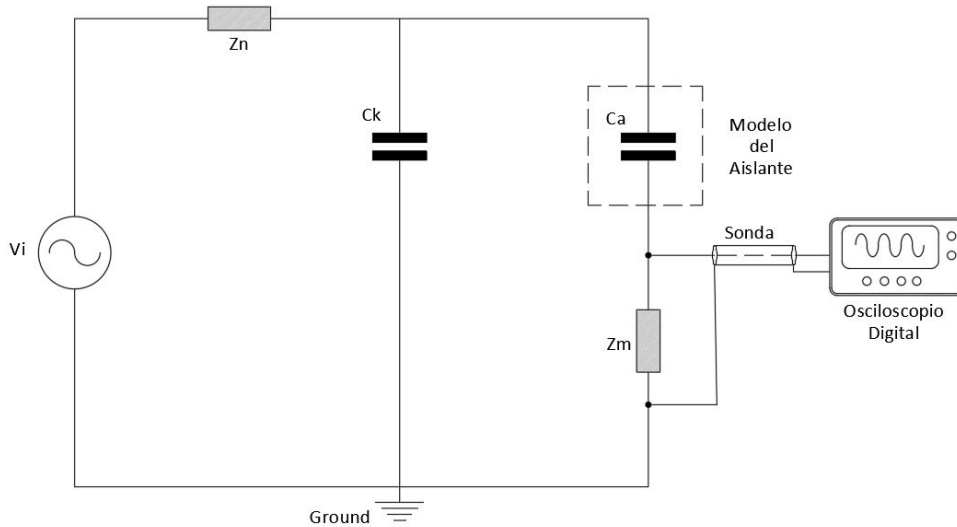 Zn
Ck
Ca
Modelo
del
Aislante
Vi
Sonda
Zm
Osciloscopio
Digital
Ground